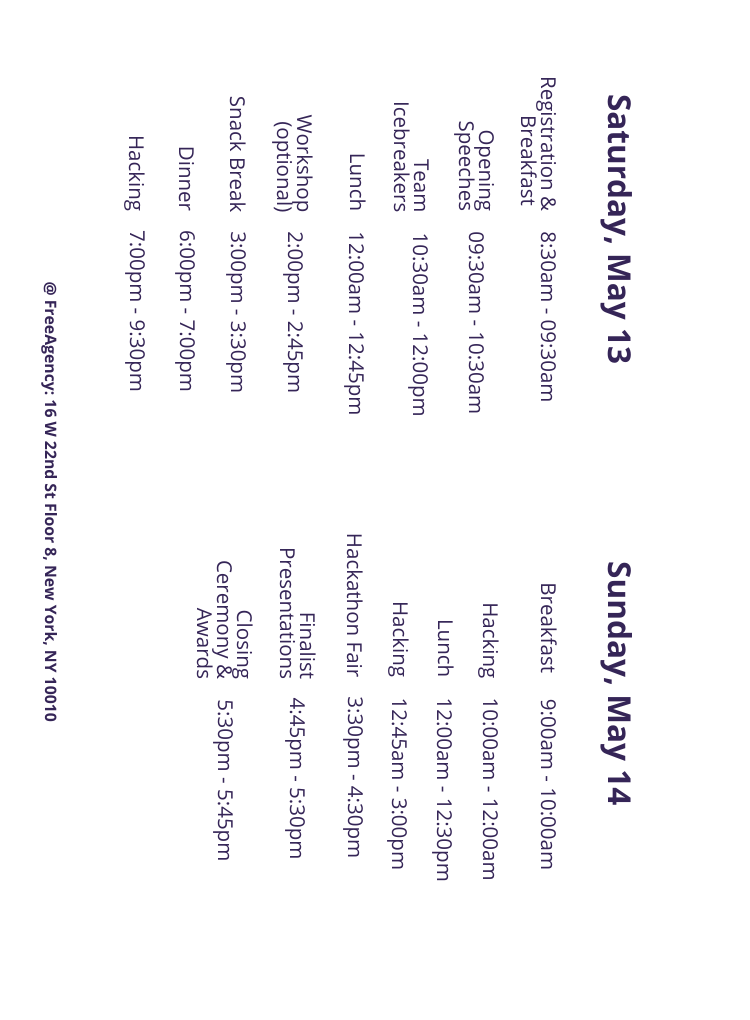 Saturday, May 13
Registration &
Breakfast
8:30am - 09:30am
Opening
Speeches
09:30am - 10:30am
Team
Icebreakers
10:30am - 12:00pm
Lunch 12:00am - 12:45pm
Workshop
(optional)
2:00pm - 2:45pm
Snack Break 3:00pm - 3:30pm
Dinner 6:00pm - 7:00pm
Hacking 7:00pm - 9:30pm
Sunday, May 14
Breakfast 9:00am - 10:00am
Hacking 10:00am - 12:00am
Lunch 12:00am - 12:30pm
Hacking 12:45am - 3:00pm
Hackathon Fair 3:30pm - 4:30pm
Finalist
Presentations
4:45pm - 5:30pm
Closing
Ceremony &
Awards
5:30pm - 5:45pm
@ FreeAgency: 16 W 22nd St Floor 8, New York, NY 10010